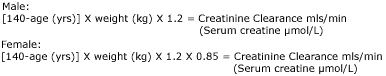 Male:
[140-age (yrs)] X weight (kg) X 1.2 = Creatinine Clearance mls/min
(Serum creatine µmol/L)
Female:
[140-age (yrs)] X weight (kg) X 1.2 X 0.85 = Creatinine Clearance mls/min
(Serum creatine µmol/L)